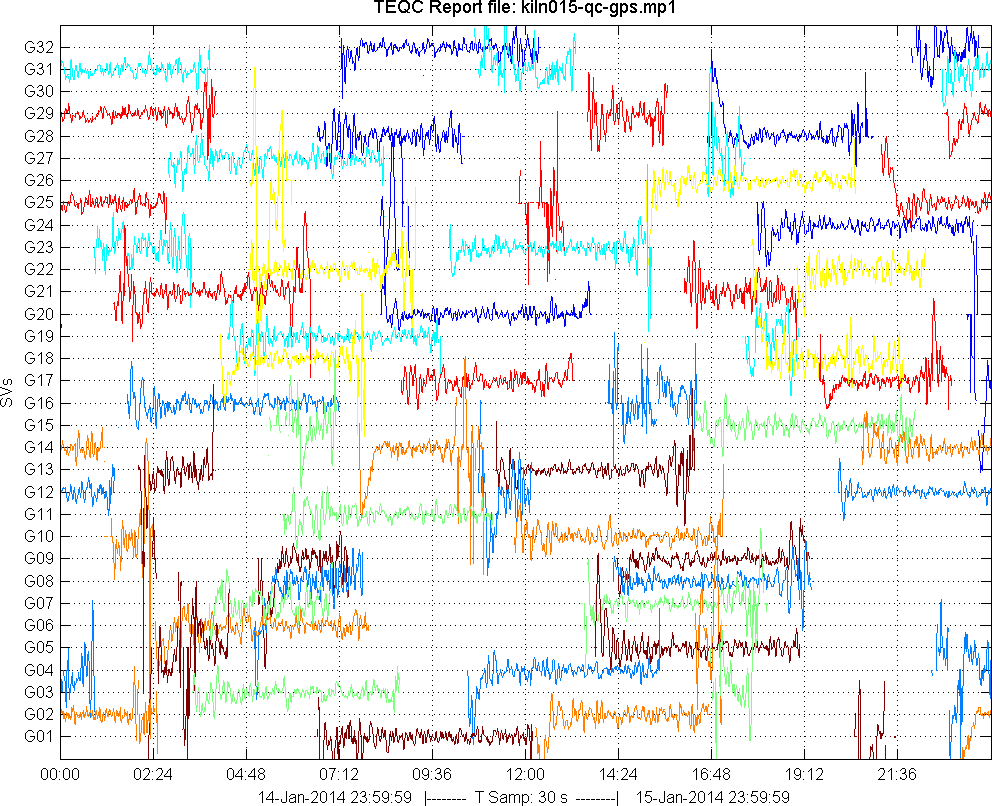 TEQC Report file: kiln015-qc-gps.mp1
G32
G31
G30
G29
G28
G27
G26
G25
G24
G23
G22
G21
G20
G19
G18
G17
G16
G15
G14
G13
G12
G11
G10
G09
G08
G07
G06
G05
G04
G03
G02
G01
SVs
00:00 02:24 04:48 07:12 09:36 12:00 14:24 16:48 19:12 21:36
14-Jan-2014 23:59:59 |-------- T Samp: 30 s --------| 15-Jan-2014 23:59:59